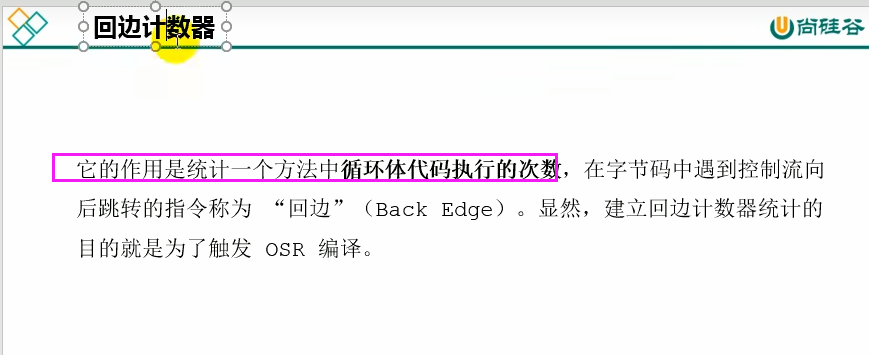 回边计数器
尚硅谷
它的作用是统计一个方法中循环体代码执行的次数，在字节码中遇到控制流向
后跳转的指令称为 “回边”（Back Edge）。显然，建立回边计数器统计的
目的就是为了触发 OSR 编译。